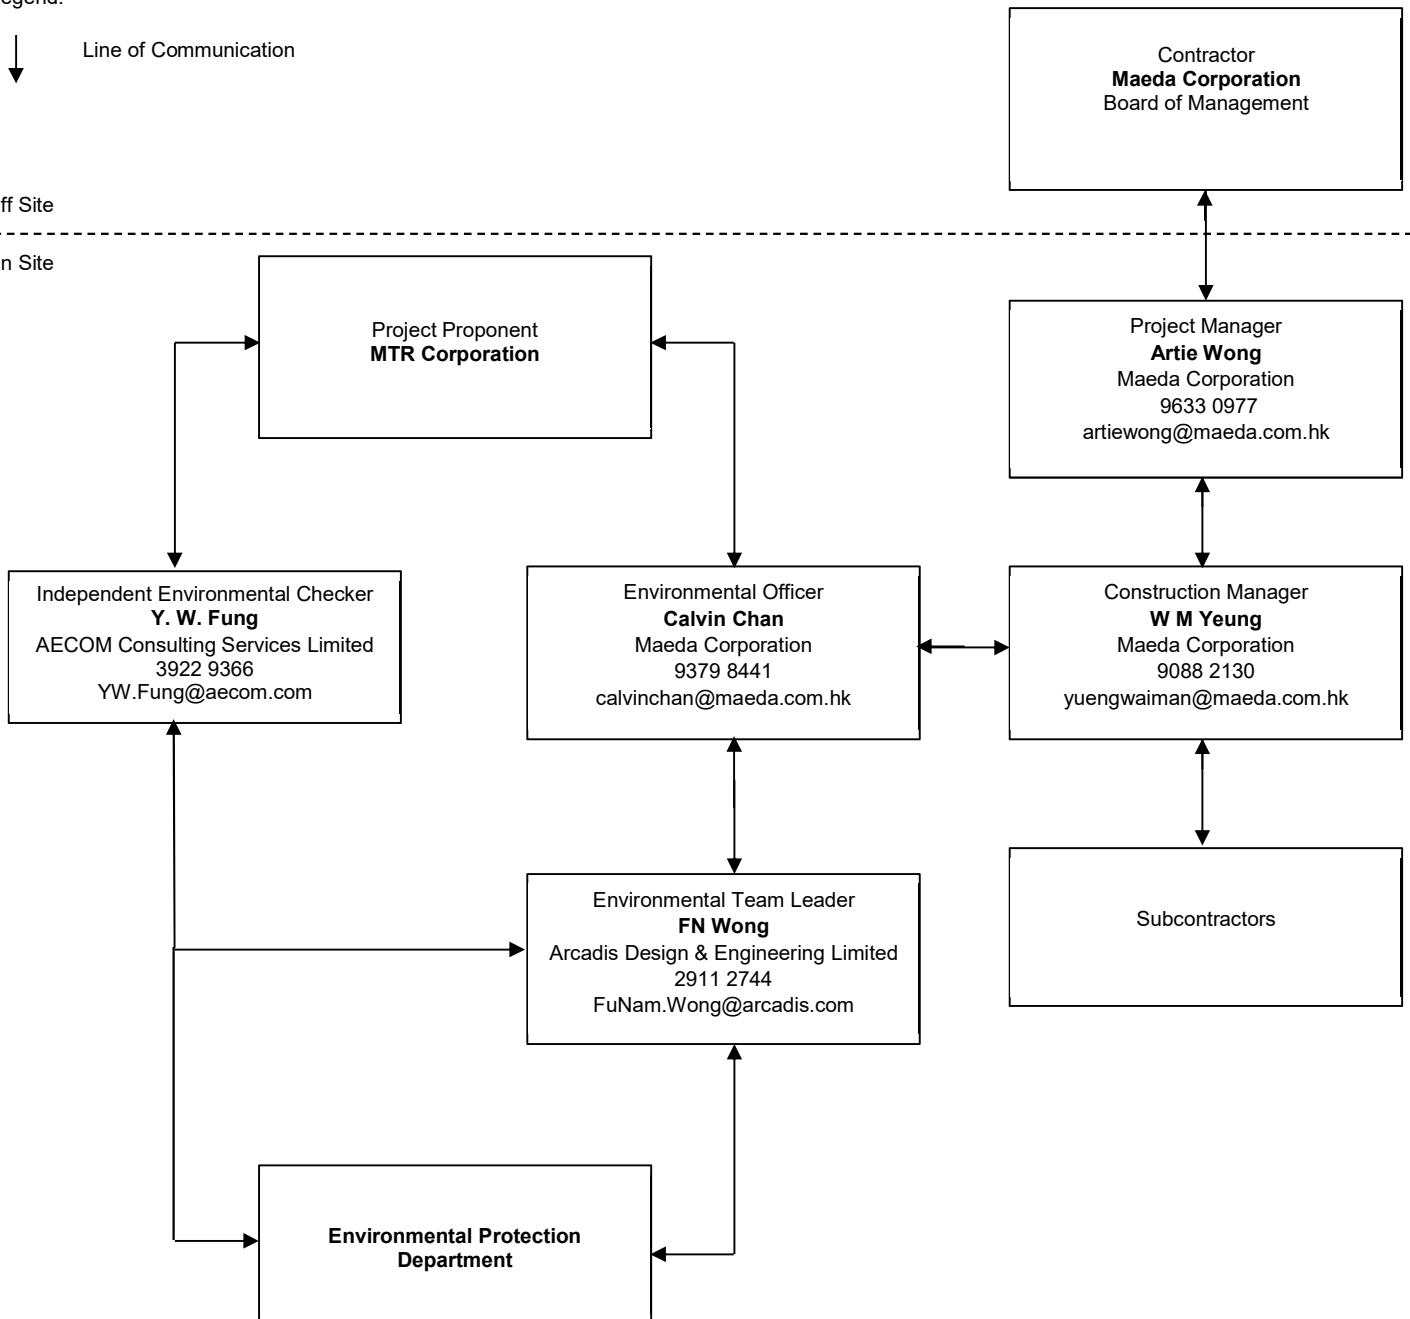 egend:
Line of Communication
Contractor
Maeda Corporation
Board of Management
ff Site
n Site
Project Proponent
MTR Corporation
Project Manager
Artie Wong
Maeda Corporation
9633 0977
artiewong@maeda.com.hk
Independent Environmental Checker
Y. W. Fung
AECOM Consulting Services Limited
3922 9366
YW.Fung@aecom.com
Environmental Officer
Calvin Chan
Maeda Corporation
9379 8441
calvinchan@maeda.com.hk
Construction Manager
W M Yeung
Maeda Corporation
9088 2130
yuengwaiman@maeda.com.hk
Environmental Team Leader
FN Wong
Arcadis Design & Engineering Limited
2911 2744
FuNam.Wong@arcadis.com
Subcontractors
Environmental Protection
Department